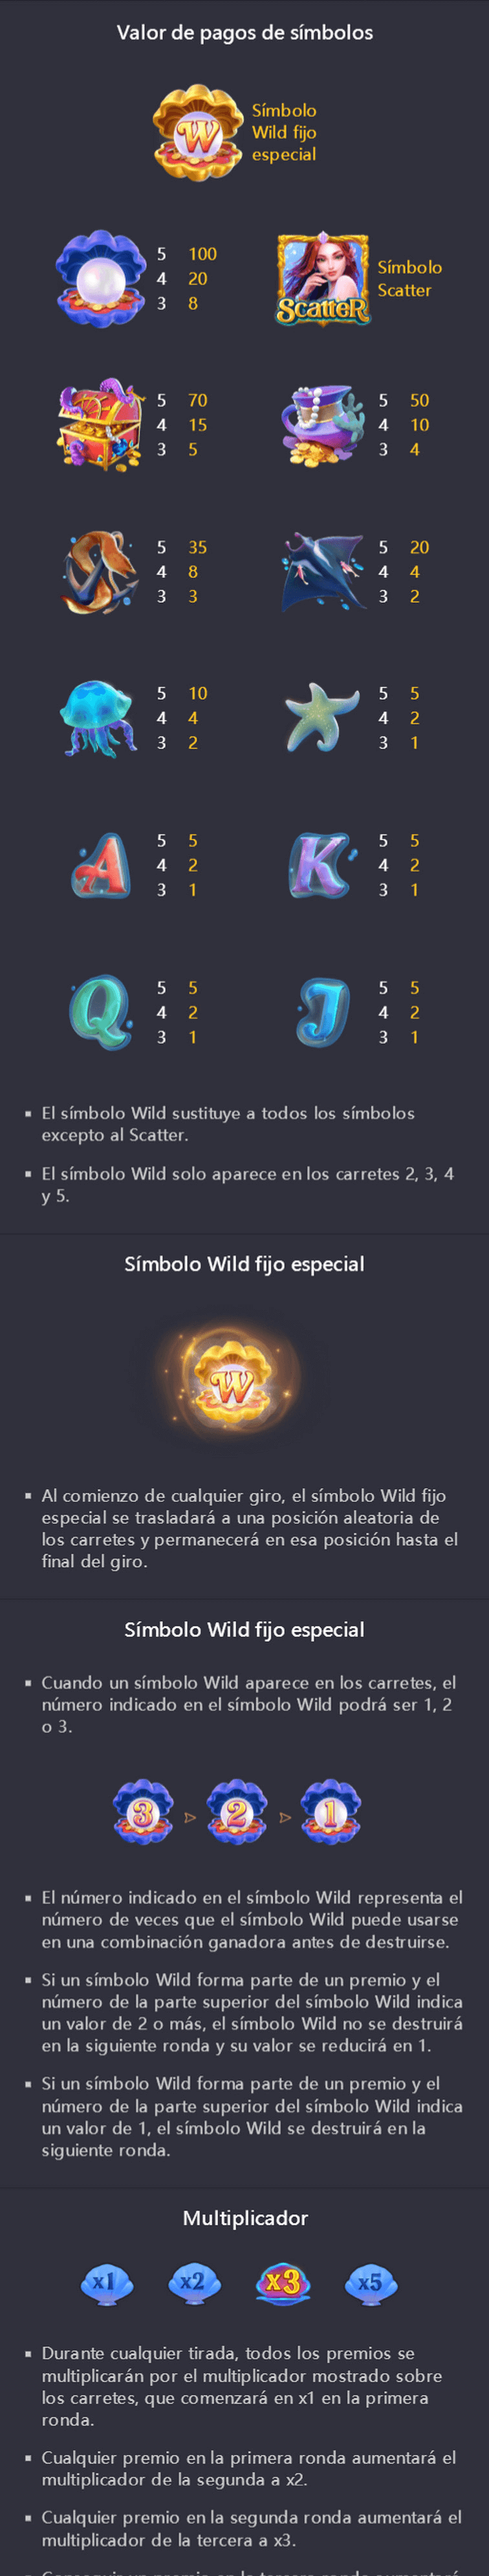 Valor de pagos de símbolos
W
Símbolo
Wild fijo
especial
5 100
4 20
3 8
Scatter
Símbolo
Scatter
5 70
4 15
3 5
5 50
4 10
3 4
5 35
4 8
3 3
5 20
4 4
3 2
5 10
4 4
3 2
5 5
4 2
3 1
A
5 5
4 2
3 1
K
5 5
4 2
3 1
Q
5 5
4 2
3 1
J
5 5
4 2
3 1
▪ El símbolo Wild sustituye a todos los símbolos
excepto al Scatter.
▪ El símbolo Wild solo aparece en los carretes 2, 3, 4
y 5.
Símbolo Wild fijo especial
W
▪ Al comienzo de cualquier giro, el símbolo Wild fijo
especial se trasladará a una posición aleatoria de
los carretes y permanecerá en esa posición hasta el
final del giro.
Símbolo Wild fijo especial
▪ Cuando un símbolo Wild aparece en los carretes, el
número indicado en el símbolo Wild podrá ser 1, 2
o 3.
3 2 1
▪ El número indicado en el símbolo Wild representa el
número de veces que el símbolo Wild puede usarse
en una combinación ganadora antes de destruirse.
▪ Si un símbolo Wild forma parte de un premio y el
número de la parte superior del símbolo Wild indica
un valor de 2 o más, el símbolo Wild no se destruirá
en la siguiente ronda y su valor se reducirá en 1.
▪ Si un símbolo Wild forma parte de un premio y el
número de la parte superior del símbolo Wild indica
un valor de 1, el símbolo Wild se destruirá en la
siguiente ronda.
Multiplicador
x1 x2 x3 x5
▪ Durante cualquier tirada, todos los premios se
multiplicarán por el multiplicador mostrado sobre
los carretes, que comenzará en x1 en la primera
ronda.
▪ Cualquier premio en la primera ronda aumentará el
multiplicador de la segunda a x2.
▪ Cualquier premio en la segunda ronda aumentará el
multiplicador de la tercera a x3.